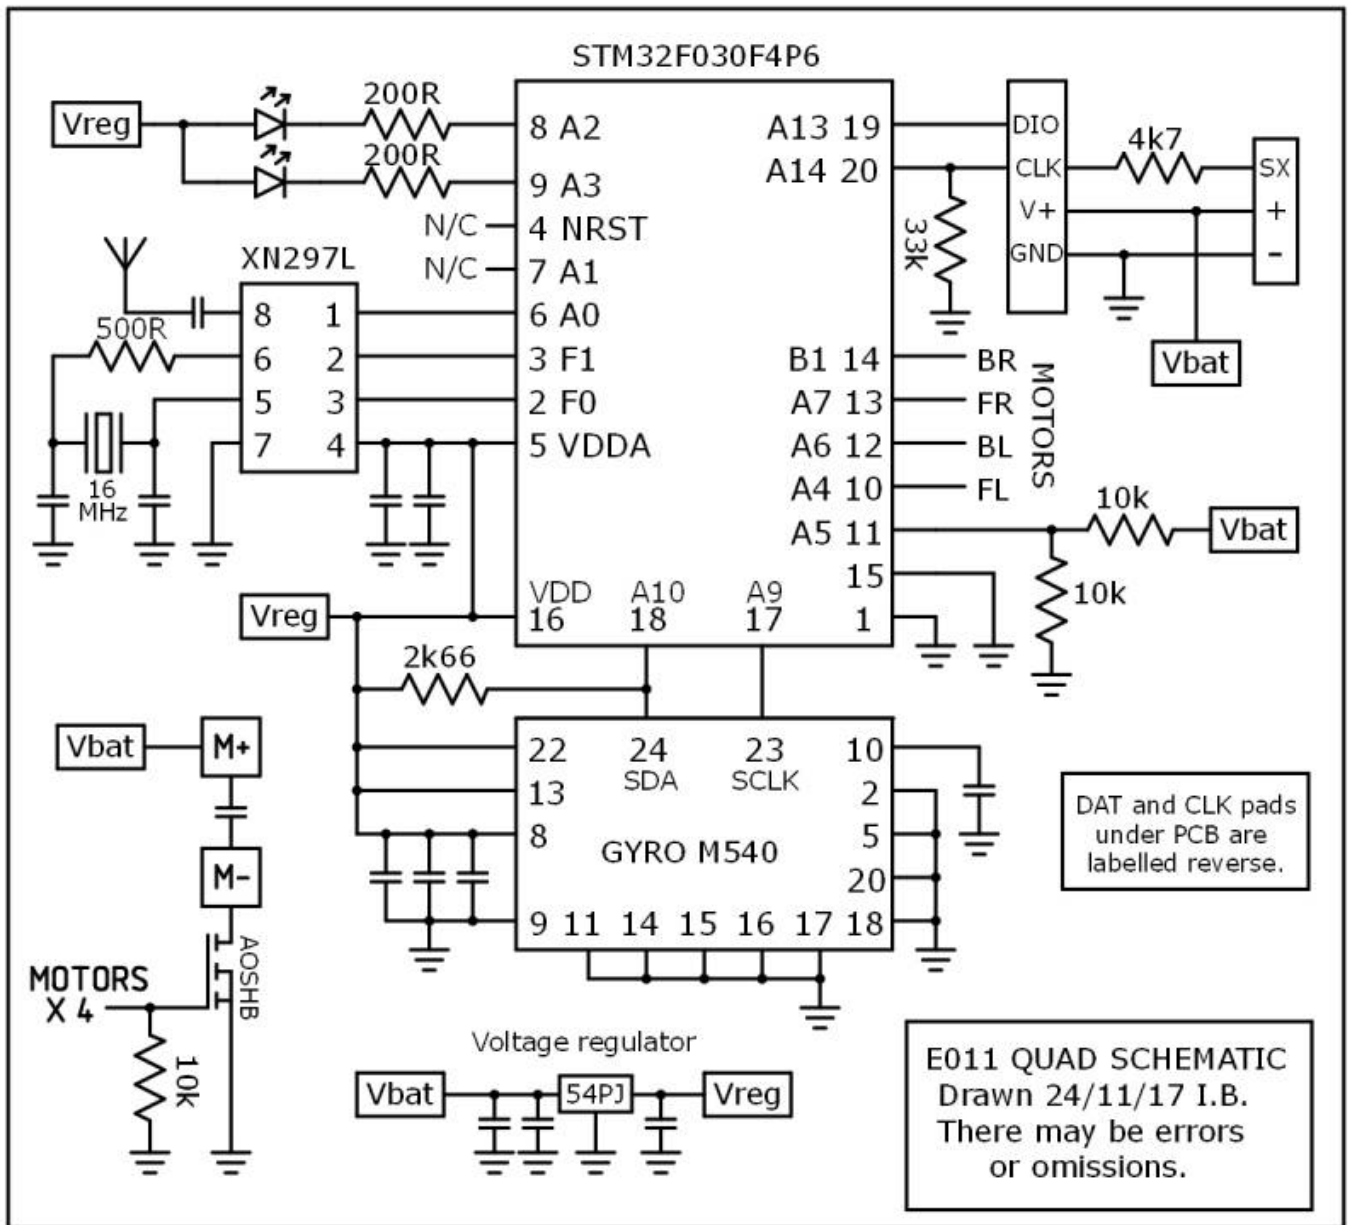 STM32F030F4P6
Vreg
200R
200R
8 A2
9 A3
N/C
4 NRST
N/C
7 A1
6 A0
3 F1
2 F0
5 VDDA
A13 19
A14 20
B1 14
A7 13
A6 12
A4 10
A5 11
15
1
VDD
16
A10
18
A9
17
DIO
CLK
V+
GND
4k7
SX
+
-
33k
Vbat
BR
FR
BL
FL
MOTORS
10k
Vbat
10k
XN297L
8 1
6 2
5 3
7 4
500R
16
MHz
Vreg
2k66
22
13
8
9
24
SDA
23
SCLK
10
2
5
20
18
GYRO M540
11 14 15 16 17
Vbat
M+
M-
AOSHB
MOTORS
X 4
10k
DAT and CLK pads
under PCB are
labelled reverse.
Voltage regulator
Vbat
54PJ
Vreg
E011 QUAD SCHEMATIC
Drawn 24/11/17 I.B.
There may be errors
or omissions.